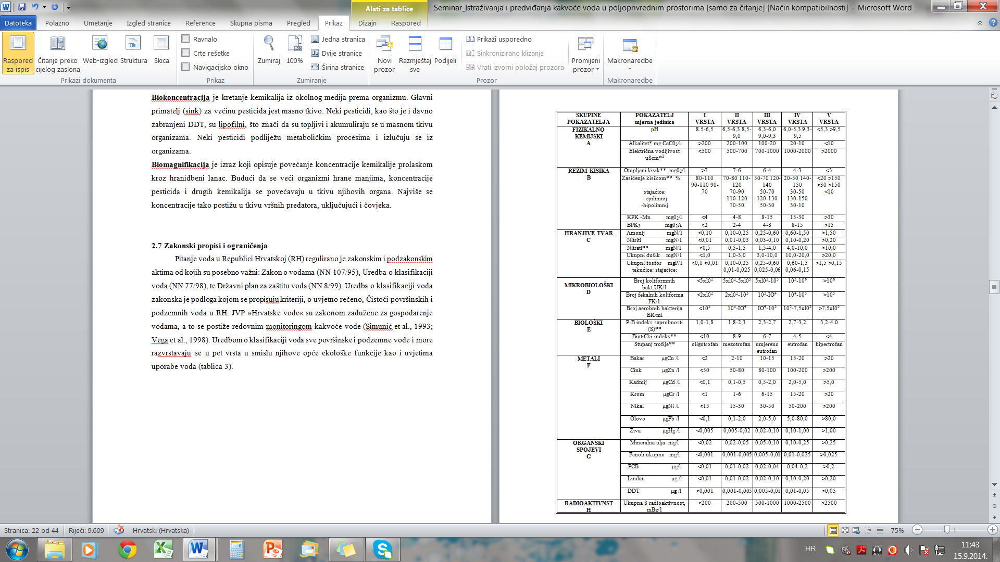 Alati za tablice
Seminar_Istraživanja i predviđanja kakvoće voda u poljoprivrednim prostorima [samo za čitanje] [Način kompatibilnosti] - Microsoft Word
Datoteka Polazno Umetanje Izgled stranice Reference Skupna pisma Pregled Prikaz Dizajn Raspored
Raspored za ispis
Čitanje preko cijelog zaslona
Web-izgled
Struktura
Skica
Prikazi dokumenta
Ravnalo
Crte rešetke
Navigacijsko okno
Prikaz
Zumiraj
100%
Jedna stranica
Dvije stranice
Širina stranice
Zumiranje
Novi prozor
Razmještaj sve
Podijeli
Prikaži usporedno
Sinkronizirano klizanje
Vrati izvorni položaj prozora
Prozor
Promijeni prozor
Makronaredbe
Makronaredbe
Biokoncentracija je kretanje kemikalija iz okolnog medija prema organizmu. Glavni
primatelj (sink) za većinu pesticida jest masno tkivo. Neki pesticidi, kao što je i davno
zabranjeni DDT, su lipofilni, što znači da su topljivi i akumuliraju se u masnom tkivu
organizama. Neki pesticidi podliježu metaboličkim procesima i izlučuju se iz
organizama.
Biomagnifikacija je izraz koji opisuje povećanje koncentracije kemikalije prolaskom
kroz hranidbeni lanac. Budući da se veći organizmi hrane manjima, koncentracije
pesticida i drugih kemikalija se povećavaju u tkivu njihovih organa. Najviše se
koncentracije tako postižu u tkivu vršnih predatora, uključujući i čovjeka.
2.7 Zakonski propisi i ograničenja
Pitanje voda u Republici Hrvatskoj (RH) regulirano je zakonskim i podzakonskim
aktima od kojih su posebno važni: Zakon o vodama (NN 107/95), Uredba o klasifikaciji
voda (NN 77/98), te Državni plan za zaštitu voda (NN 8/99). Uredba o klasifikaciji voda
zakonska je podloga kojom se propisuju kriteriji, o uvjetno rečeno, Čistoći površinskih i
podzemnih voda u RH. JVP »Hrvatske vode« su zakonom zadužene za gospodarenje
vodama, a to se postiže redovnim monitoringom kakvoće vode (Simunić et al., 1993;
Vega et al., 1998). Uredbom o klasifikaciji voda sve površinske i podzemne vode i more
razvrstavaju se u pet vrsta u smislu njihove opće ekološke funkcije kao i uvjetima
uporabe voda (tablica 3).
SKUPINE POKAZATELJA POKAZATELJ mjerna jedinica I VRSTA II VRSTA III VRSTA IV VRSTA V VRSTA
FIZIKALNO KEMIJSKI A
pH 8.5-6,5 6,5-6,3 8,5-9,0 6,3-6,0 9,0-9,3 6,0-5,3 9,3-9,5 <5,3 >9,5
Alkalitet* mg CaC03/l >200 200-100 100-20 20-10 <10
Električna vodljivost uScm*1 <500 500-700 700-1000 1000-2000 >2000
REŽIM KISIKA B
Otopljeni kisik** mg02/l >7 7-6 6-4 4-3 <3
Zasićenje kisikom** % 80-110 70-80 110-120 50-70 120-140 20-50 140-150 <20 >150
stajaćice: - epilimnij -hipolimnij 90-110 90-70 70-90 110-120 70-50 50-70 120-130 50-30 30-50 130-150 30-10 <30 >150 <10
KPK -Mn mg02/l <4 4-8 8-15 15-30 >30
BPK5 mg02A <2 2-4 4-8 8-15 >15
HRANJIVE TVAR C
Amonij mgN/l <0,10 0,10-0,25 0,25-0,60 0,60-1,50 >1,50
Nitriti mgN/l <0,01 0,01-0,03 0,03-0,10 0,10-0,20 >0,20
Nitrati** mgN/l <0,5 0,5-1,5 1,5-4,0 4,0-10,0 >10,0
Ukupni dušik mgN/l <1,0 1,0-3,0 3,0-10,0 10,0-20,0 >20,0
Ukupni fosfor mgP/l tekućice: stajaćice: <0,1 <0,01 0,10-0,25 0,01-0,025 0,25-0,60 0,025-0,06 0,60-1,5 0,06-0,15 >1,5 >0,15
MIKROBIOLOŠKI D
Broj koliformnih bakt.UK/1 <5xl0² 5xl0²-5xl0³ 5xl0³-10⁵ 10⁵-10⁶ >10⁶
Broj fekalnih koliforma FK/1 <2xl0² 2xl0²-10³ 10³-IO⁴ 10⁴-10⁵ >10⁵
Broj aerobnih bakterija BK/ml <10³ 10³-IO⁴ IO⁴-10⁵ 10⁵-7,5xl0⁵ >7,5xl0⁵
BIOLOŠKI E
P-B indeks saprobnosti (S)** 1,0-1,8 1,8-2,3 2,3-2,7 2,7-3,2 3,2-4.0
BiotiCki indeks** <10 8-9 6-7 4-5 <4
Stupanj trofije** oligotrofan mezotrofan umjereno eutrofan eutrofan hipertrofan
METALI F
Bakar µgCu /l <2 2-10 10-15 15-20 >20
Cink µgZn /l <50 50-80 80-100 100-200 >200
Kadmij µgCd /l <0,1 0,1-0,5 0,5-2,0 2,0-5,0 >5,0
Krom µgCr /l <1 1-6 6-15 15-20 >20
Nikal µgNi /l <15 15-30 30-50 50-200 >200
Olovo µgPb /l <0,1 0,1-2,0 2,0-5,0 5,0-80,0 >80,0
Ziva µgHg /l <0,005 0,005-0,02 0,02-0,10 0,10-1,00 >1,00
ORGANSKI SPOJEVI G
Mineralna ulja mg/l <0,02 0,02-0,05 0,05-0,10 0,10-0,25 >0,25
Fenoli ukupno mg/l <0,001 0,001-0,005 0,005-0,01 0,01-0,025 >0,025
PCB µg/l <0,01 0,01-0,02 0,02-0,04 0,04-0,2 >0,2
Lindan µg /l <0,01 0,01-0,02 0,02-0,10 0,10-0,20 >0,20
DDT µg /l <0,001 0,001-0,005 0,005-0,01 0,01-0,05 >0,05
RADIOAKTIVNST H
Ukupna β radioaktivnost, mBg/1 <200 200-500 500-1000 1000-2500 >2500
Stranica: 22 od 44 Riječi: 9.609 Hrvatski (Hrvatska) 75%
HR 11:43
15.9.2014.